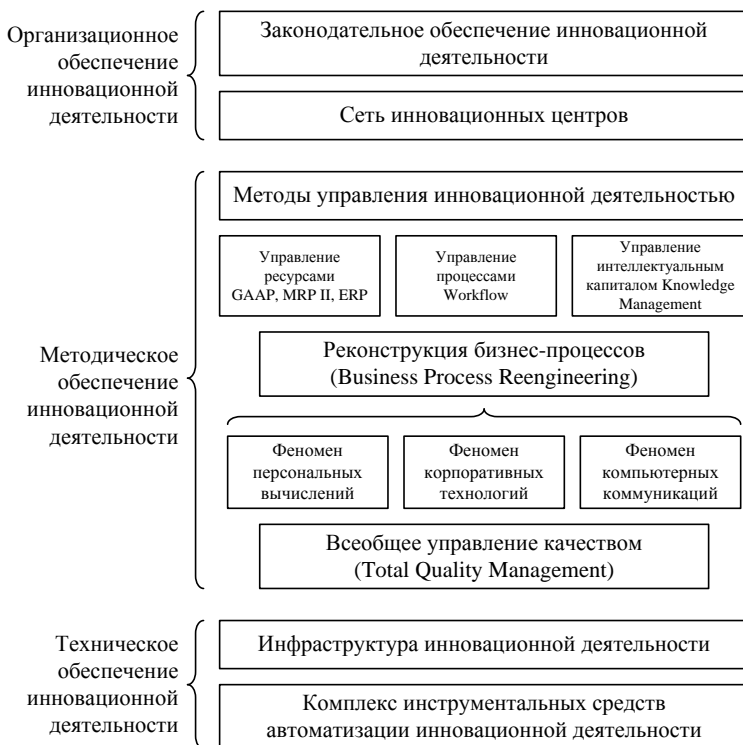 Организационное
обеспечение
инновационной
деятельности
Законодательное обеспечение инновационной
деятельности
Сеть инновационных центров
Методическое
обеспечение
инновационной
деятельности
Методы управления инновационной деятельностью
Управление
ресурсами
GAAP, MRP II, ERP
Управление
процессами
Workflow
Управление
интеллектуальным
капиталом Knowledge
Management
Реконструкция бизнес-процессов
(Business Process Reengineering)
Феномен
персональных
вычислений
Феномен
корпоративных
технологий
Феномен
компьютерных
коммуникаций
Всеобщее управление качеством
(Total Quality Management)
Техническое
обеспечение
инновационной
деятельности
Инфраструктура инновационной деятельности
Комплекс инструментальных средств
автоматизации инновационной деятельности